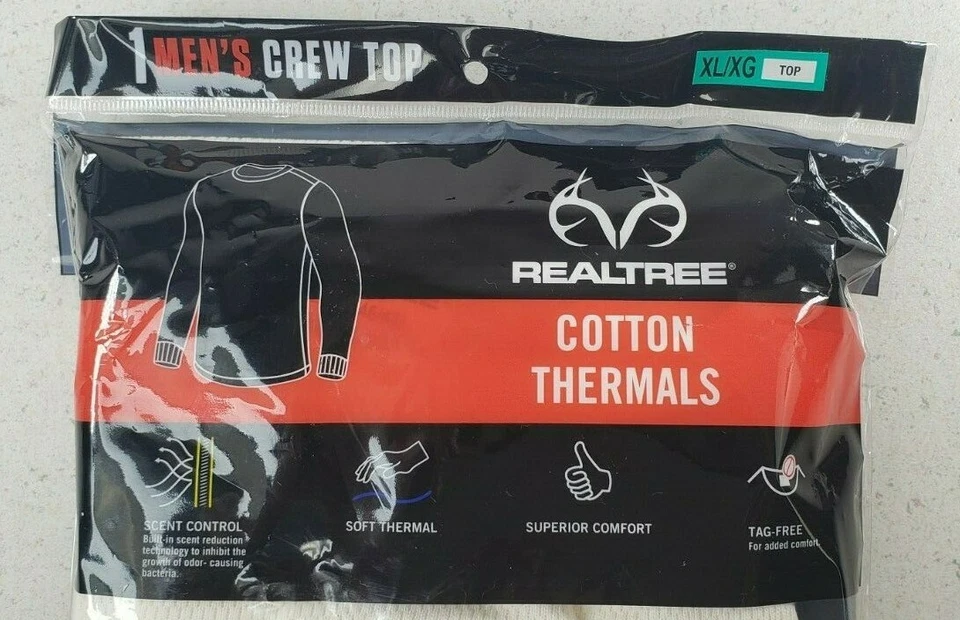 1 MEN'S CREW TOP
XL/XG TOP
REALTREE®
COTTON
THERMALS
SCENT CONTROL
Built-in scent reduction
technology to inhibit the
growth of odor- causing
bacteria.
SOFT THERMAL
SUPERIOR COMFORT
TAG-FREE
For added comfort.